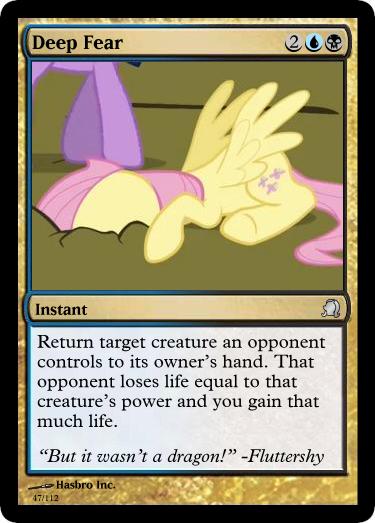 Deep Fear 2
Instant
Return target creature an opponent
controls to its owner's hand. That
opponent loses life equal to that
creature's power and you gain that
much life.
“But it wasn't a dragon!” -Fluttershy
Hasbro Inc.
47/112